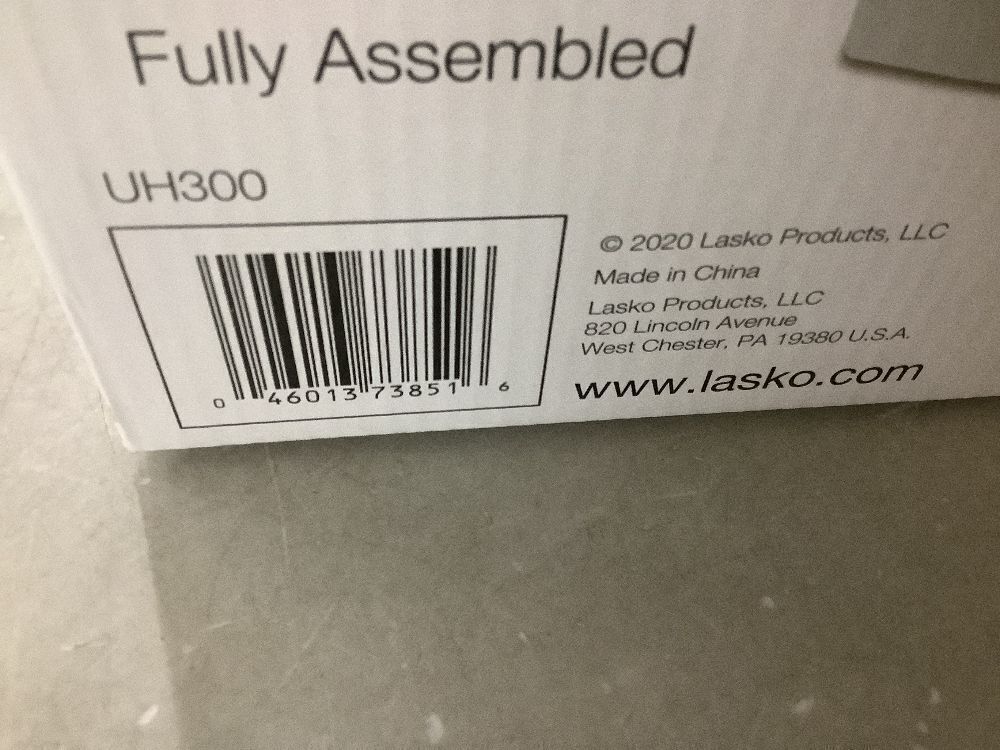 Fully Assembled
UH300
0 46013 73851 6
© 2020 Lasko Products, LLC
Made in China
Lasko Products, LLC
820 Lincoln Avenue
West Chester, PA 19380 U.S.A.
www.lasko.com